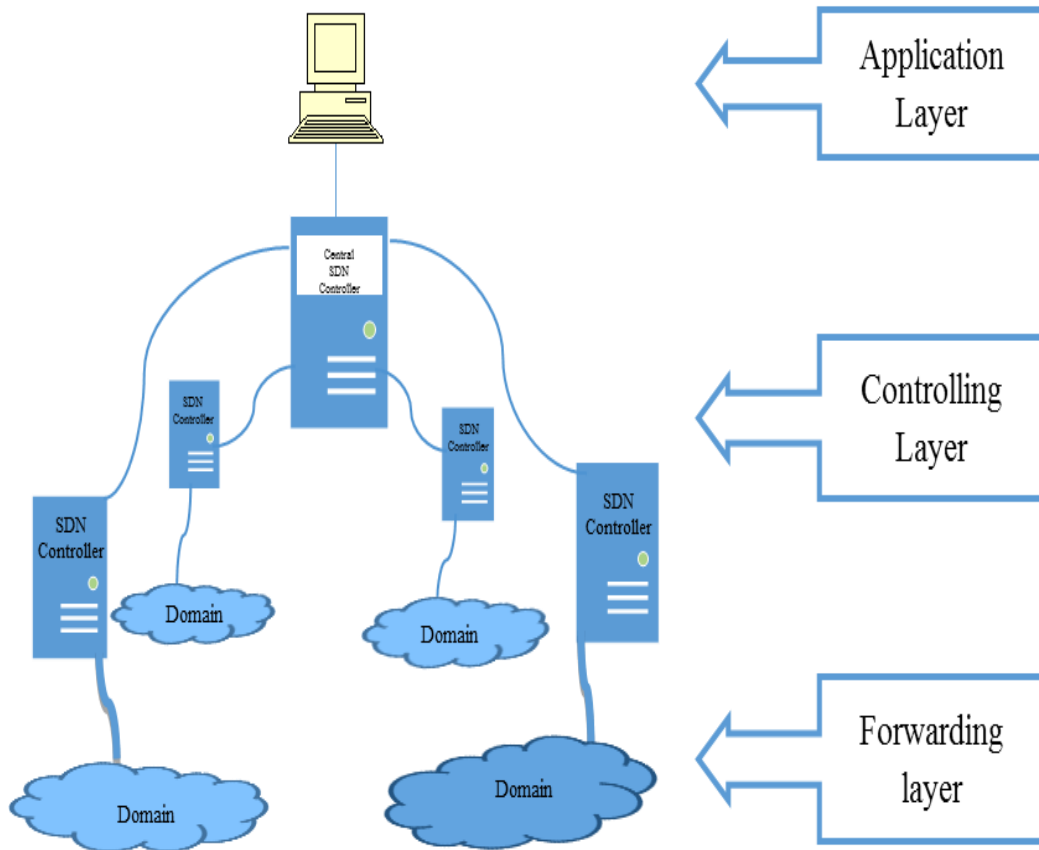 Application
Layer
Central
SDN
Controller
Controlling
Layer
SDN
Controller
SDN
Controller
SDN
Controller
SDN
Controller
Domain
Domain
Forwarding
layer
Domain
Domain